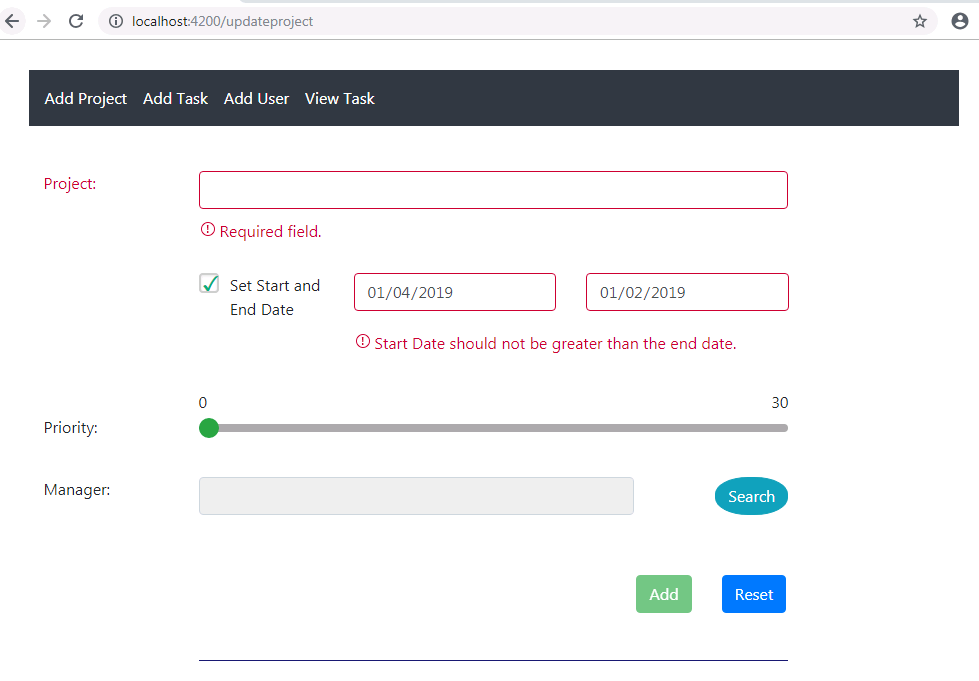 localhost:4200/updateproject
Add Project Add Task Add User View Task
Project:
Required field.
Set Start and
End Date
01/04/2019 01/02/2019
Start Date should not be greater than the end date.
0 30
Priority:
Manager:
Search
Add Reset